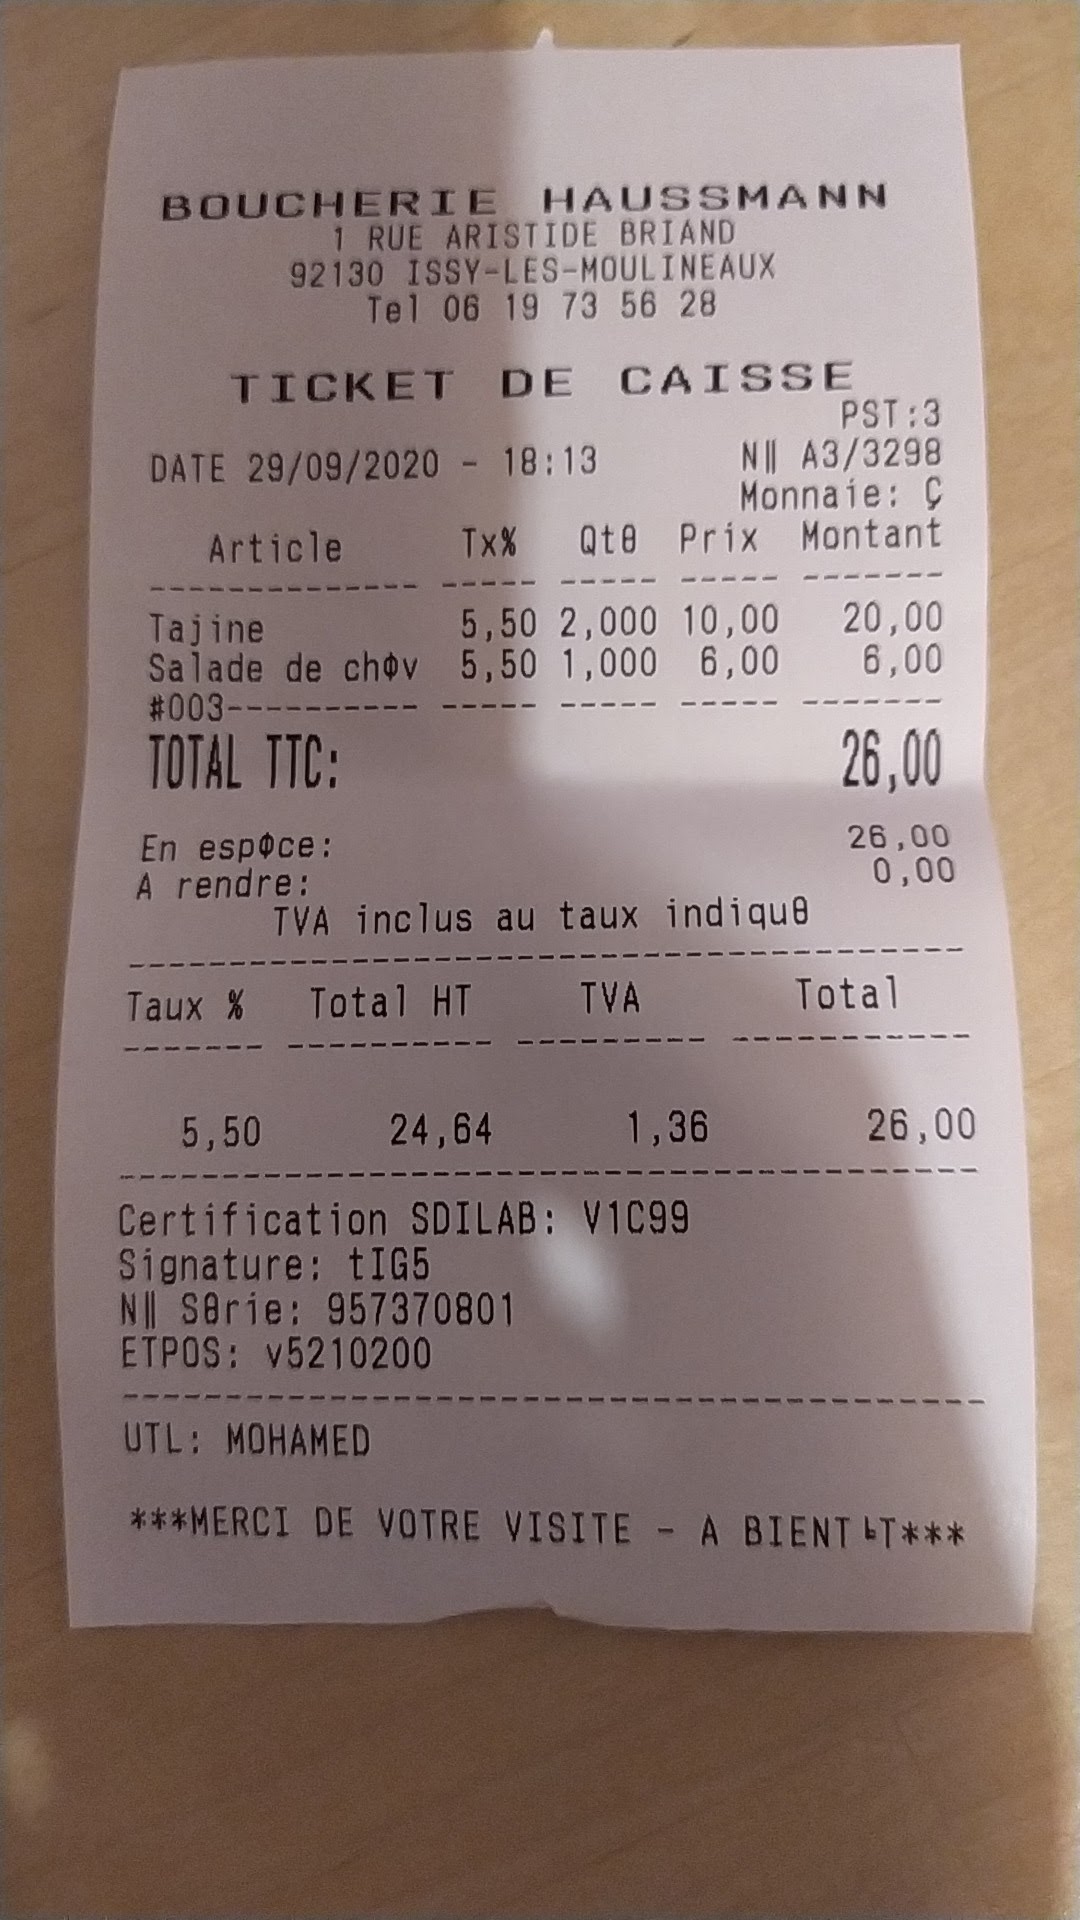 BOUCHERIE HAUSSMANN
1 RUE ARISTIDE BRIAND
92130 ISSY-LES-MOULINEAUX
Tel 06 19 73 56 28
TICKET DE CAISSE
PST:3
DATE 29/09/2020 - 18:13 N║ A3/3298
Monnaie: Ç
Article Tx% Qtθ Prix Montant
-------------- ----- ----- ----- -------
Tajine 5,50 2,000 10,00 20,00
Salade de chΦv 5,50 1,000 6,00 6,00
#003---------- ----- ----- ----- -------
TOTAL TTC: 26,00
En espΦce: 26,00
A rendre: 0,00
TVA inclus au taux indiquθ
------------------------------------------
Taux % Total HT TVA Total
------- ---------- --------- -----------
5,50 24,64 1,36 26,00
------------------------------------------
Certification SDILAB: V1C99
Signature: tIG5
N║ Sθrie: 957370801
ETPOS: v5210200
------------------------------------------
UTL: MOHAMED
***MERCI DE VOTRE VISITE - A BIENT╘T***